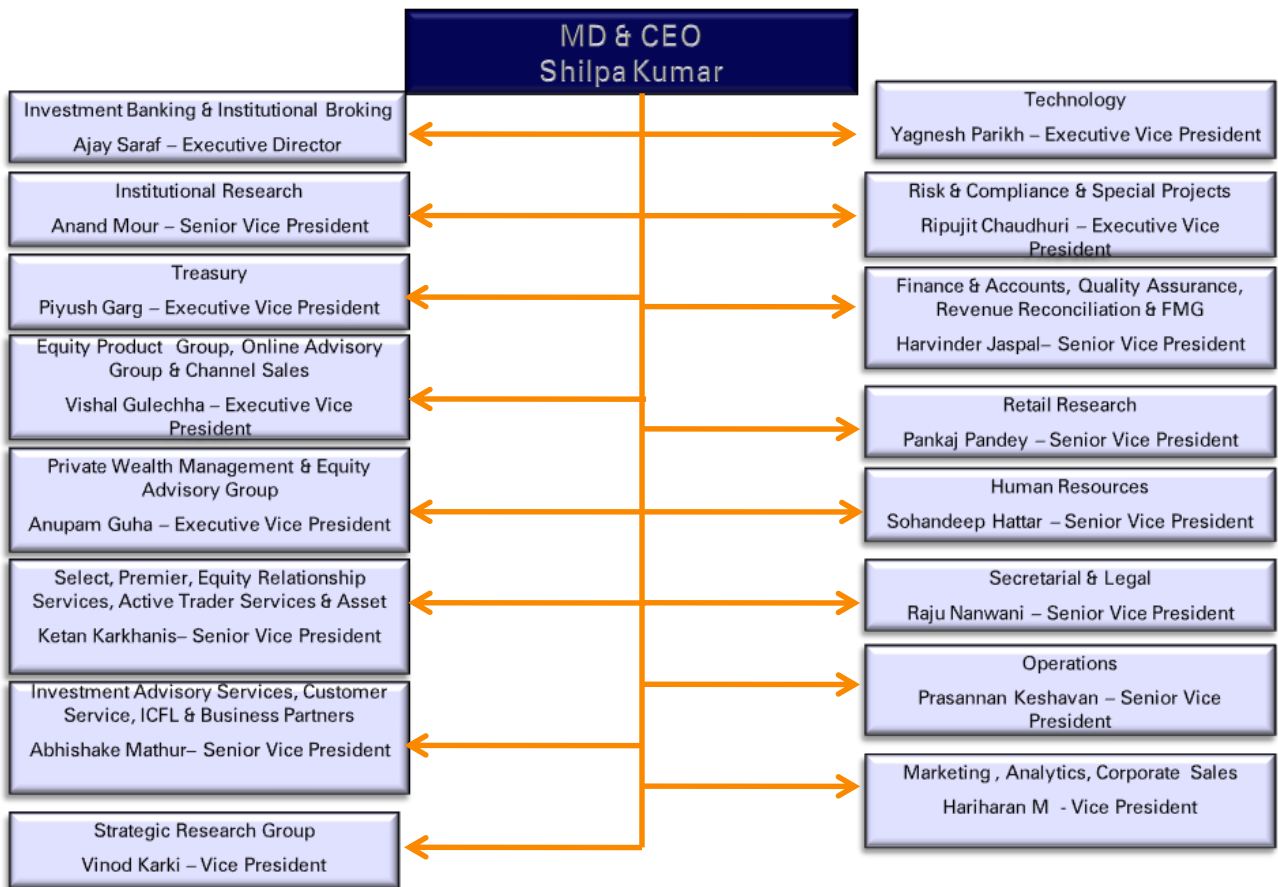 MD & CEO
Shilpa Kumar
Investment Banking & Institutional Broking
Ajay Saraf – Executive Director
Institutional Research
Anand Mour – Senior Vice President
Treasury
Piyush Garg – Executive Vice President
Equity Product Group, Online Advisory
Group & Channel Sales
Vishal Gulechha – Executive Vice
President
Private Wealth Management & Equity
Advisory Group
Anupam Guha – Executive Vice President
Select, Premier, Equity Relationship
Services, Active Trader Services & Asset
Ketan Karkhanis– Senior Vice President
Investment Advisory Services, Customer
Service, ICFL & Business Partners
Abhishake Mathur– Senior Vice President
Strategic Research Group
Vinod Karki – Vice President
Technology
Yagnesh Parikh – Executive Vice President
Risk & Compliance & Special Projects
Ripujit Chaudhuri – Executive Vice
President
Finance & Accounts, Quality Assurance,
Revenue Reconciliation & FMG
Harvinder Jaspal– Senior Vice President
Retail Research
Pankaj Pandey – Senior Vice President
Human Resources
Sohandeep Hattar – Senior Vice President
Secretarial & Legal
Raju Nanwani – Senior Vice President
Operations
Prasannan Keshavan – Senior Vice
President
Marketing , Analytics, Corporate Sales
Hariharan M - Vice President